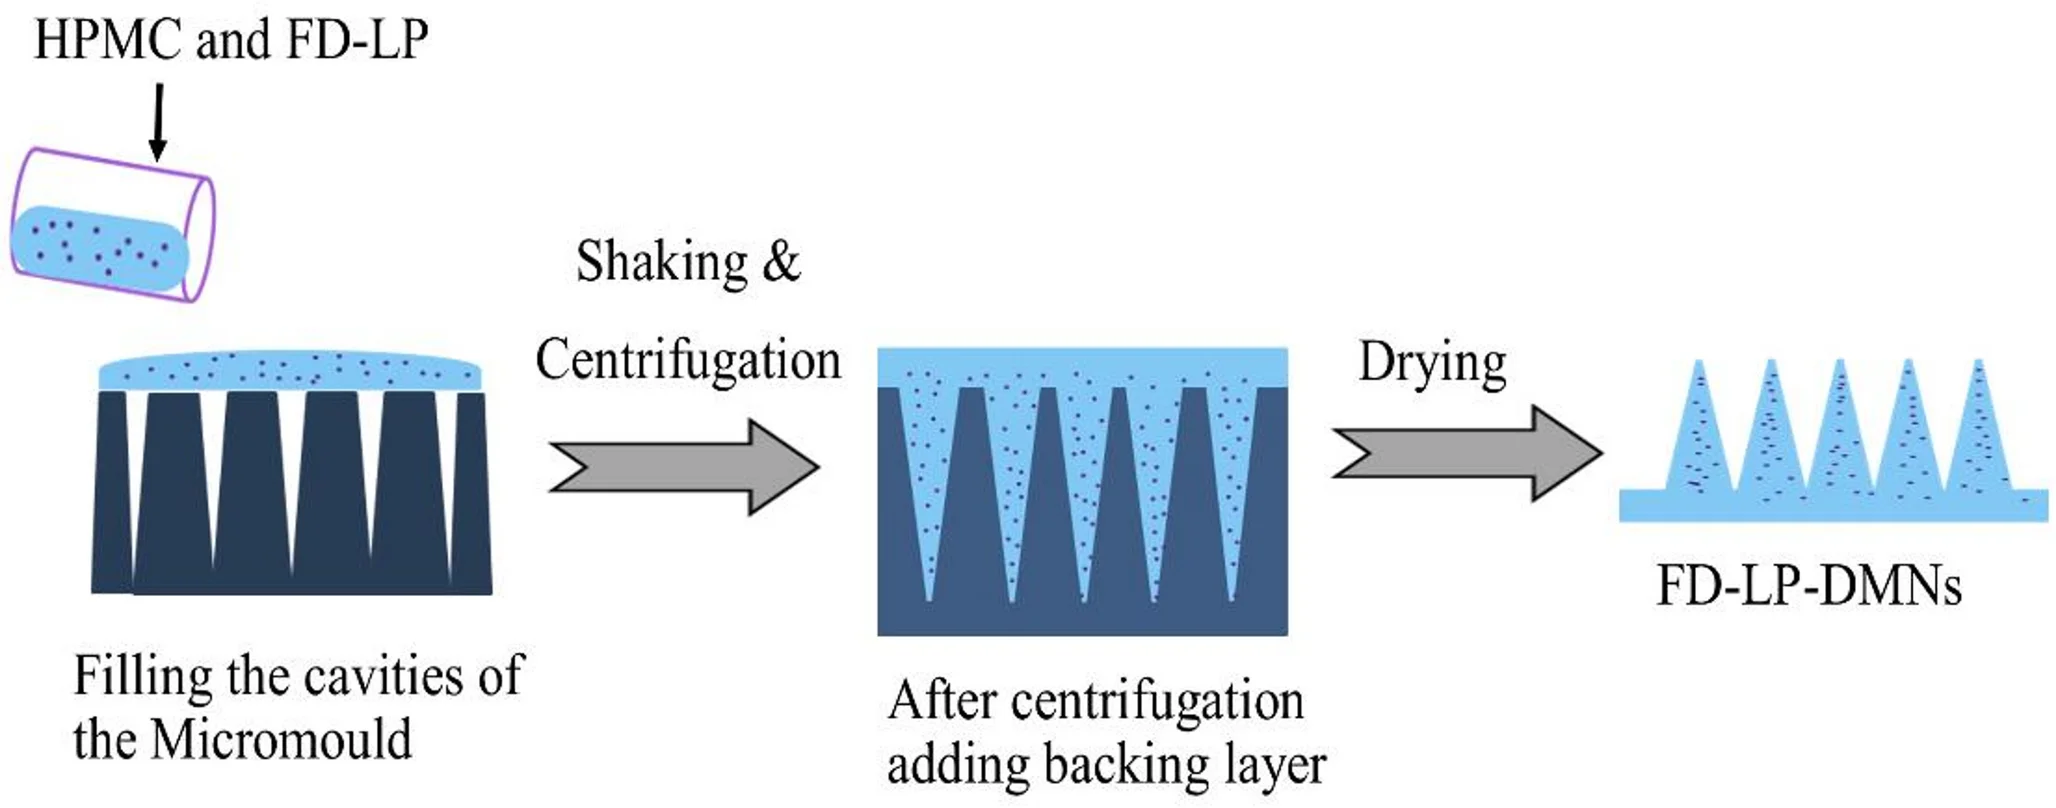 HPMC and FD-LP
Shaking &
Centrifugation
Drying
FD-LP-DMNs
Filling the cavities of
the Micromould
After centrifugation
adding backing layer